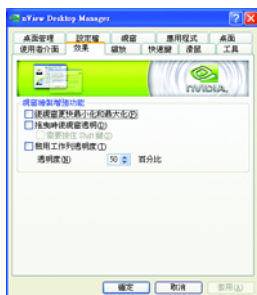 nView Desktop Manager
桌面管理 設定檔 視窗 應用程式 桌面
使用者介面 效果 縮放 快速鍵 滑鼠 工具
NVIDIA.
視窗繪製增強功能
使視窗更快最小化和最大化(P)
拖曳時使視窗透明(D)
需要按住 Shift 鍵(S)
啟用工作列透明度(T)
透明度(N) 50 百分比
確定 取消 套用(A)